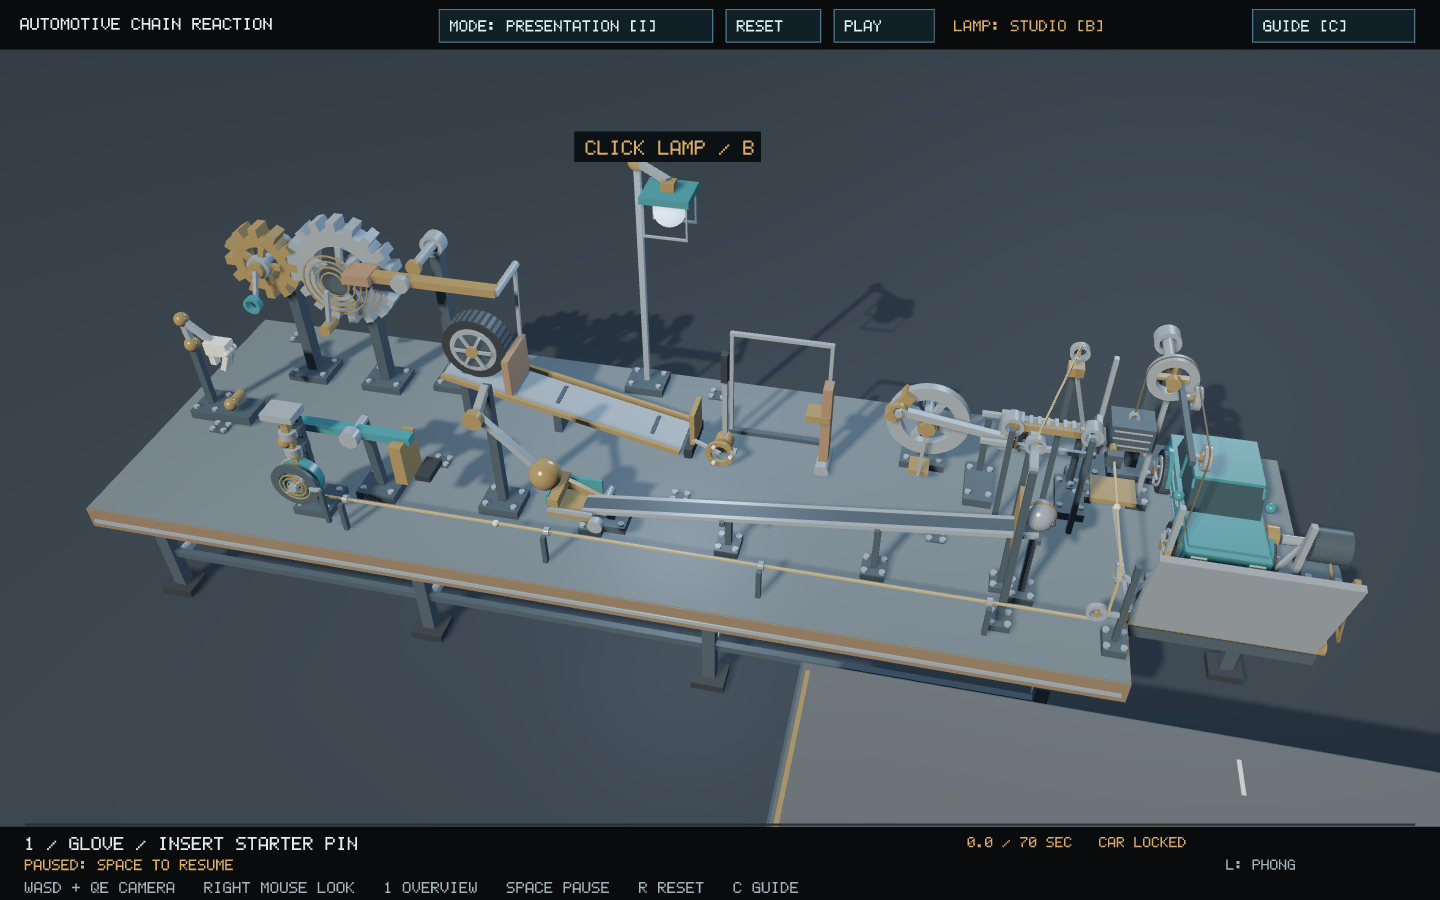 AUTOMOTIVE CHAIN REACTION
MODE: PRESENTATION [I]
RESET
PLAY
LAMP: STUDIO [B]
GUIDE [C]
CLICK LAMP / B
1 / GLOVE / INSERT STARTER PIN
0.0 / 70 SEC
CAR LOCKED
PAUSED: SPACE TO RESUME
L: PHONG
WASD + QE CAMERA
RIGHT MOUSE LOOK
1 OVERVIEW
SPACE PAUSE
R RESET
C GUIDE